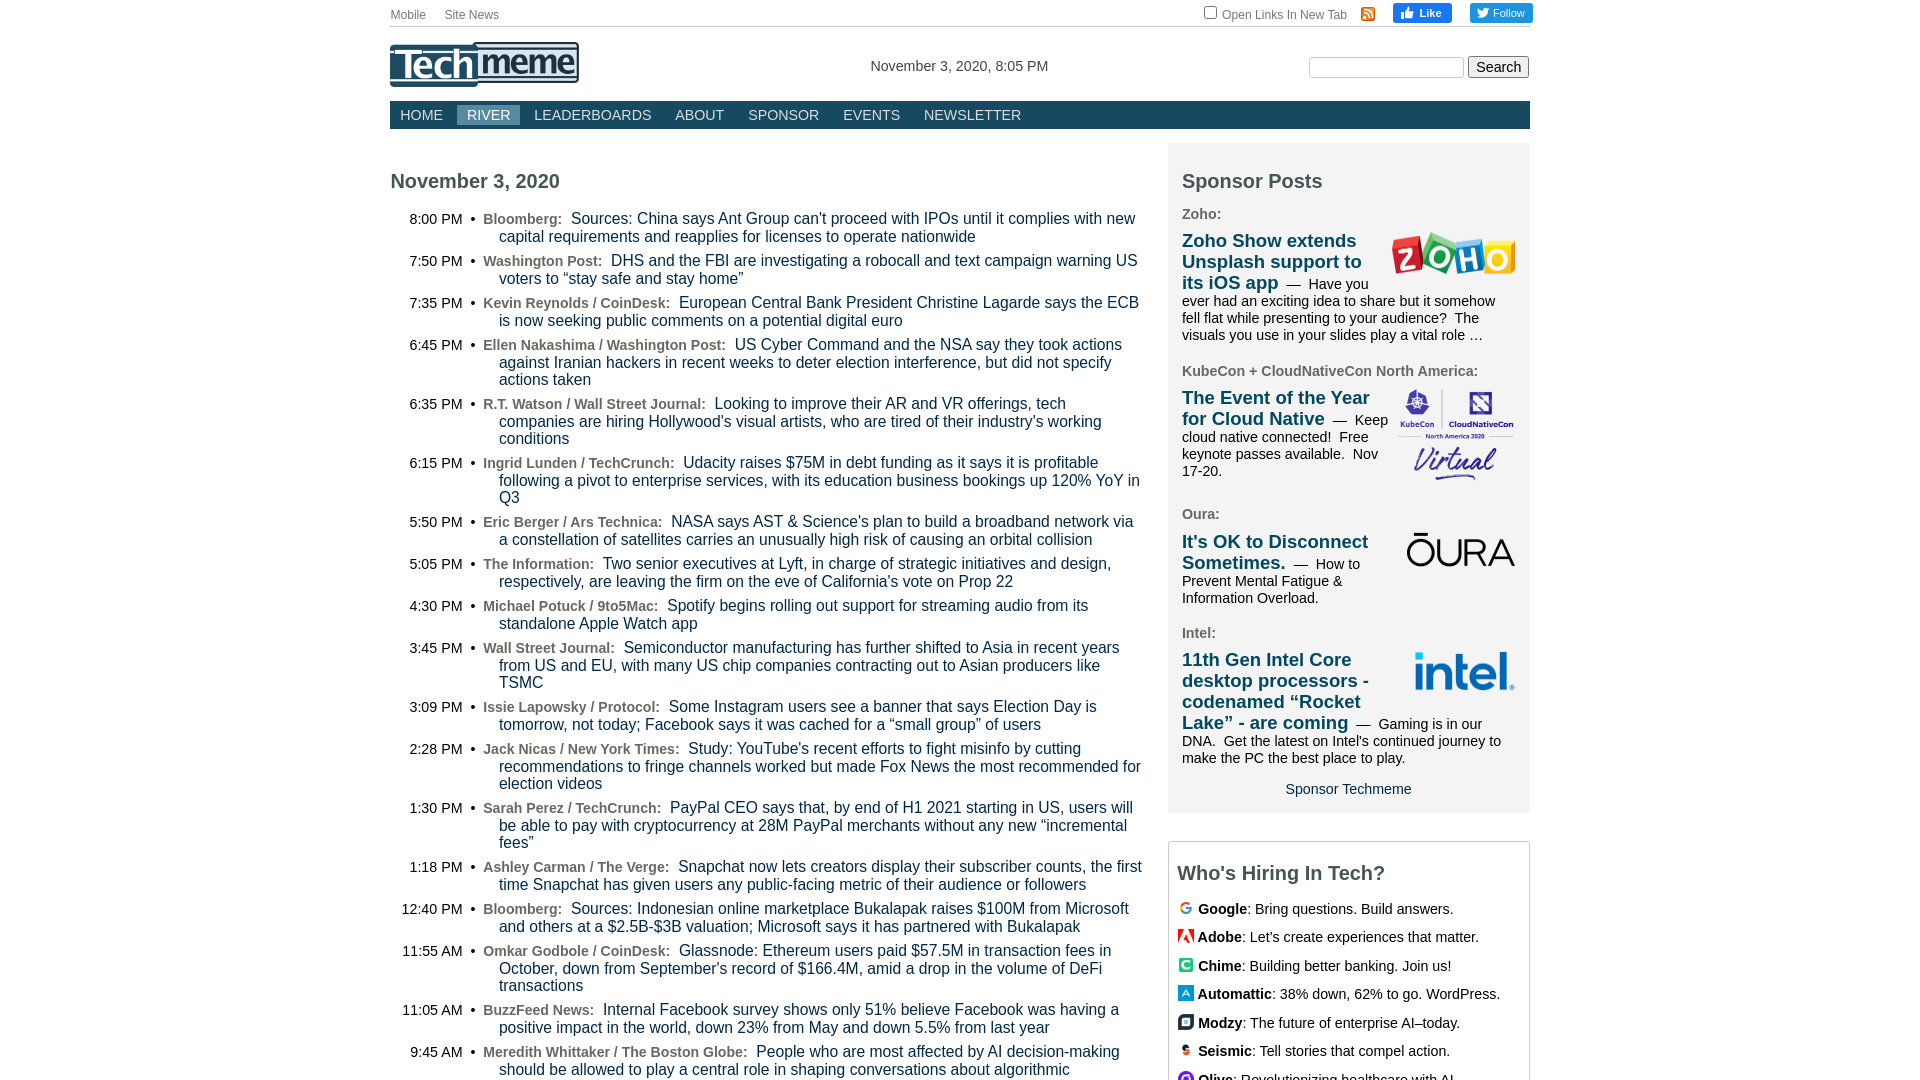 Mobile Site News Open Links In New Tab Like Follow
Techmeme November 3, 2020, 8:05 PM Search
HOME RIVER LEADERBOARDS ABOUT SPONSOR EVENTS NEWSLETTER
November 3, 2020
8:00 PM • Bloomberg: Sources: China says Ant Group can't proceed with IPOs until it complies with new
capital requirements and reapplies for licenses to operate nationwide
7:50 PM • Washington Post: DHS and the FBI are investigating a robocall and text campaign warning US
voters to “stay safe and stay home”
7:35 PM • Kevin Reynolds / CoinDesk: European Central Bank President Christine Lagarde says the ECB
is now seeking public comments on a potential digital euro
6:45 PM • Ellen Nakashima / Washington Post: US Cyber Command and the NSA say they took actions
against Iranian hackers in recent weeks to deter election interference, but did not specify
actions taken
6:35 PM • R.T. Watson / Wall Street Journal: Looking to improve their AR and VR offerings, tech
companies are hiring Hollywood's visual artists, who are tired of their industry's working
conditions
6:15 PM • Ingrid Lunden / TechCrunch: Udacity raises $75M in debt funding as it says it is profitable
following a pivot to enterprise services, with its education business bookings up 120% YoY in
Q3
5:50 PM • Eric Berger / Ars Technica: NASA says AST & Science's plan to build a broadband network via
a constellation of satellites carries an unusually high risk of causing an orbital collision
5:05 PM • The Information: Two senior executives at Lyft, in charge of strategic initiatives and design,
respectively, are leaving the firm on the eve of California's vote on Prop 22
4:30 PM • Michael Potuck / 9to5Mac: Spotify begins rolling out support for streaming audio from its
standalone Apple Watch app
3:45 PM • Wall Street Journal: Semiconductor manufacturing has further shifted to Asia in recent years
from US and EU, with many US chip companies contracting out to Asian producers like
TSMC
3:09 PM • Issie Lapowsky / Protocol: Some Instagram users see a banner that says Election Day is
tomorrow, not today; Facebook says it was cached for a “small group” of users
2:28 PM • Jack Nicas / New York Times: Study: YouTube's recent efforts to fight misinfo by cutting
recommendations to fringe channels worked but made Fox News the most recommended for
election videos
1:30 PM • Sarah Perez / TechCrunch: PayPal CEO says that, by end of H1 2021 starting in US, users will
be able to pay with cryptocurrency at 28M PayPal merchants without any new “incremental
fees”
1:18 PM • Ashley Carman / The Verge: Snapchat now lets creators display their subscriber counts, the first
time Snapchat has given users any public-facing metric of their audience or followers
12:40 PM • Bloomberg: Sources: Indonesian online marketplace Bukalapak raises $100M from Microsoft
and others at a $2.5B-$3B valuation; Microsoft says it has partnered with Bukalapak
11:55 AM • Omkar Godbole / CoinDesk: Glassnode: Ethereum users paid $57.5M in transaction fees in
October, down from September's record of $166.4M, amid a drop in the volume of DeFi
transactions
11:05 AM • BuzzFeed News: Internal Facebook survey shows only 51% believe Facebook was having a
positive impact in the world, down 23% from May and down 5.5% from last year
9:45 AM • Meredith Whittaker / The Boston Globe: People who are most affected by AI decision-making
should be allowed to play a central role in shaping conversations about algorithmic
Sponsor Posts
Zoho:
ZOHO
Zoho Show extends
Unsplash support to
its iOS app — Have you
ever had an exciting idea to share but it somehow
fell flat while presenting to your audience? The
visuals you use in your slides play a vital role …
KubeCon + CloudNativeCon North America:
KubeCon CloudNativeCon
North America 2020
Virtual
The Event of the Year
for Cloud Native — Keep
cloud native connected! Free
keynote passes available. Nov
17-20.
Oura:
ŌURA
It's OK to Disconnect
Sometimes. — How to
Prevent Mental Fatigue &
Information Overload.
Intel:
intel®
11th Gen Intel Core
desktop processors -
codenamed “Rocket
Lake” - are coming — Gaming is in our
DNA. Get the latest on Intel's continued journey to
make the PC the best place to play.
Sponsor Techmeme
Who's Hiring In Tech?
Google: Bring questions. Build answers.
Adobe: Let’s create experiences that matter.
Chime: Building better banking. Join us!
Automattic: 38% down, 62% to go. WordPress.
Modzy: The future of enterprise AI–today.
Seismic: Tell stories that compel action.
Olive: Revolutionizing healthcare with AI